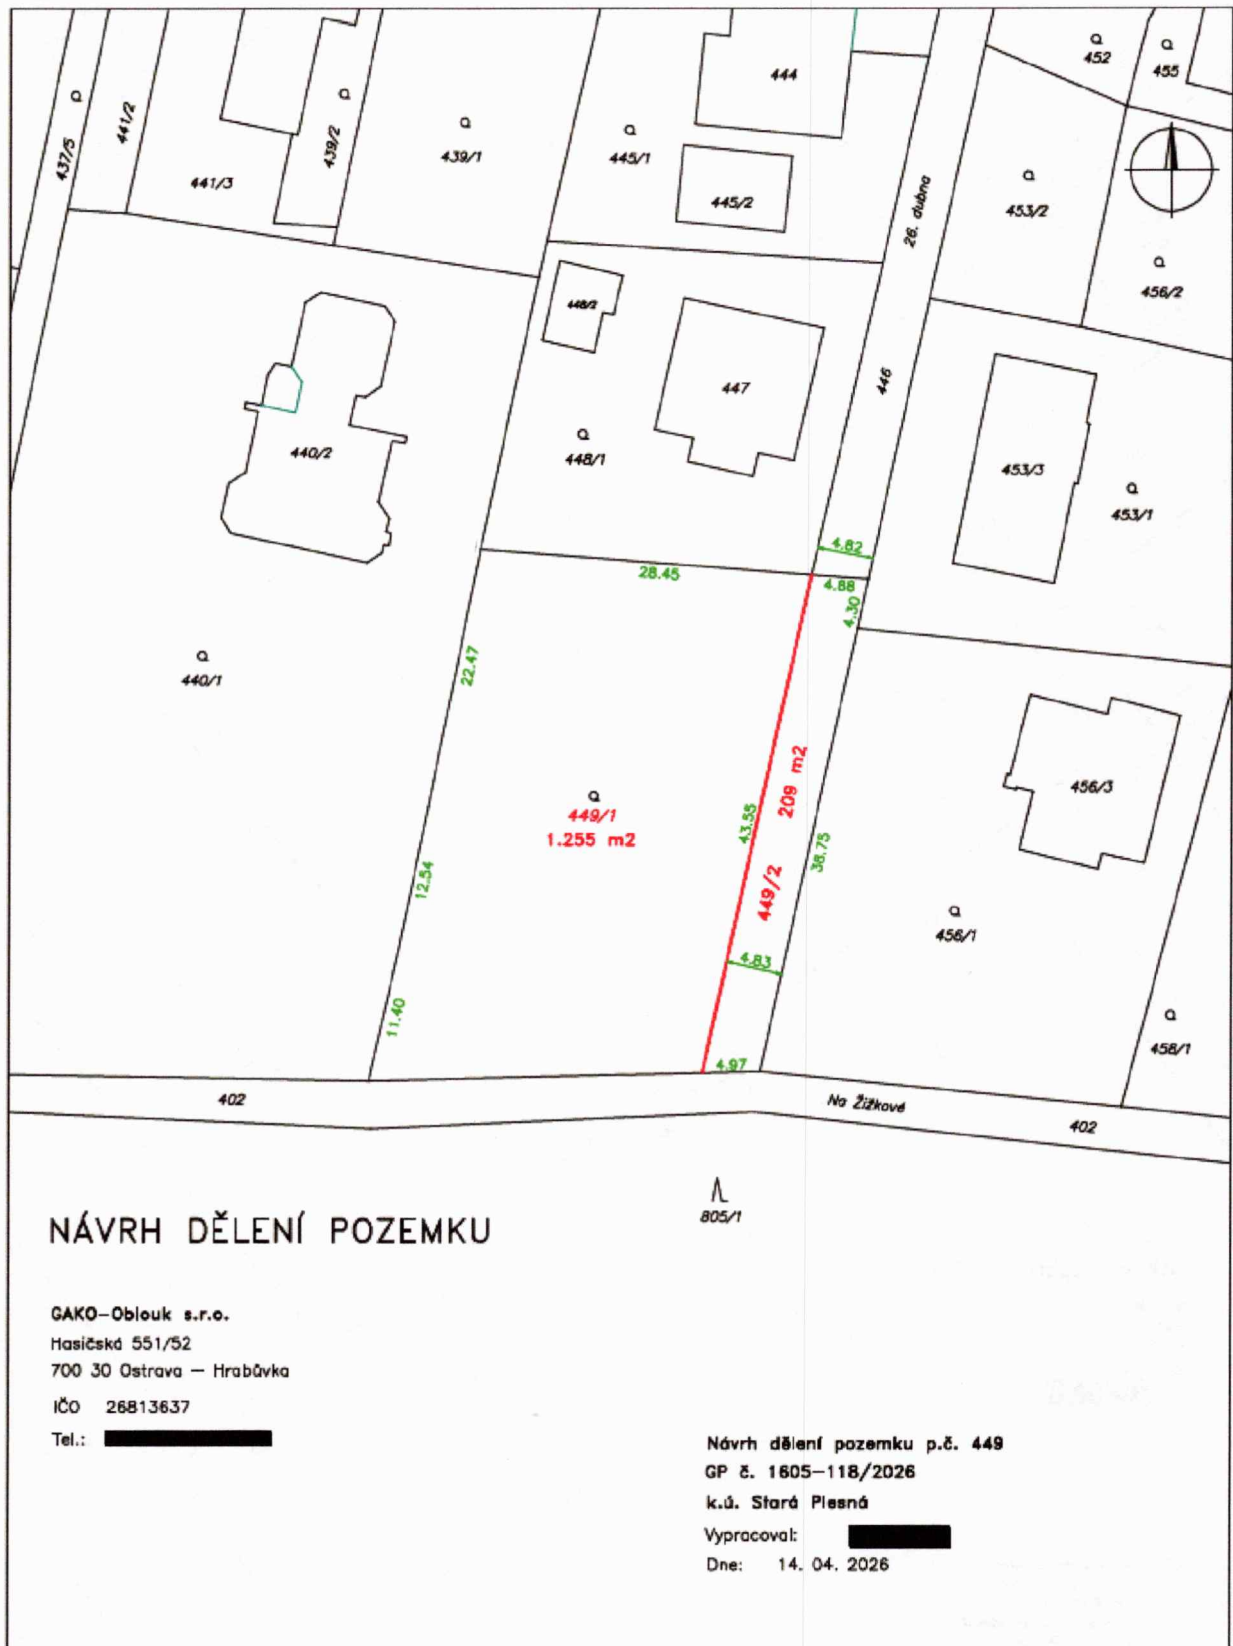 452
455
444
437/5
441/2
439/2
439/1
445/1
441/3
445/2
26. dubna
453/2
456/2
448/2
446
447
440/2
448/1
453/3
453/1
4.82
28.45
4.88
4.30
22.47
440/1
209 m2
456/3
449/1
1.255 m2
43.55
38.75
12.54
449/2
456/1
4.83
11.40
458/1
4.97
402
Na Žižkově
402
805/1
NÁVRH DĚLENÍ POZEMKU
GAKO-Oblouk s.r.o.
Hasičská 551/52
700 30 Ostrava – Hrabůvka
IČO 26813637
Tel.:
Návrh dělení pozemku p.č. 449
GP č. 1605-118/2026
k.ú. Stará Plesná
Vypracoval:
Dne: 14. 04. 2026